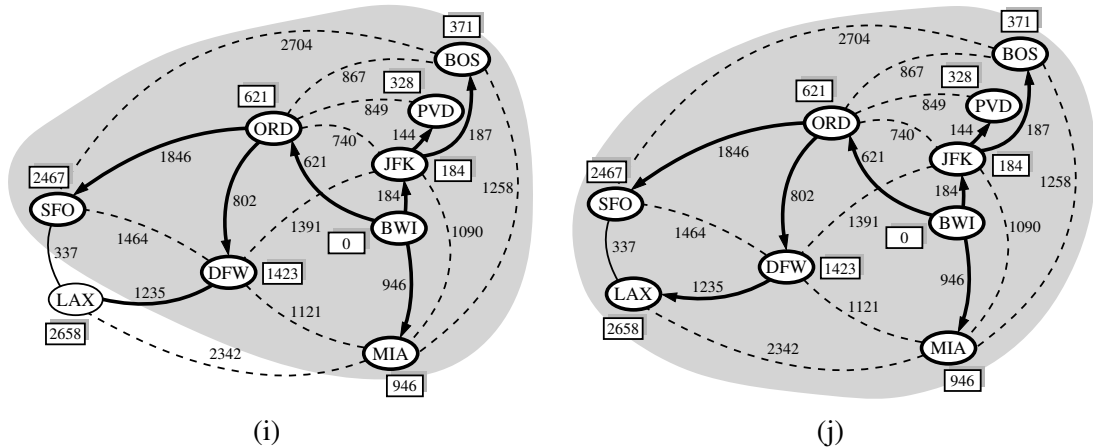 371
2704
BOS
867
328
621
PVD
849
ORD
144
187
740
1846
JFK
621
184
2467
184
1258
802
SFO
1391
BWI
1464
0
1090
337
DFW
1423
946
LAX
1235
1121
2658
2342
MIA
946
(i)
371
2704
BOS
867
328
621
PVD
849
ORD
144
187
740
1846
JFK
621
184
2467
184
1258
802
SFO
1391
BWI
1464
0
1090
337
DFW
1423
946
LAX
1235
1121
2658
2342
MIA
946
(j)